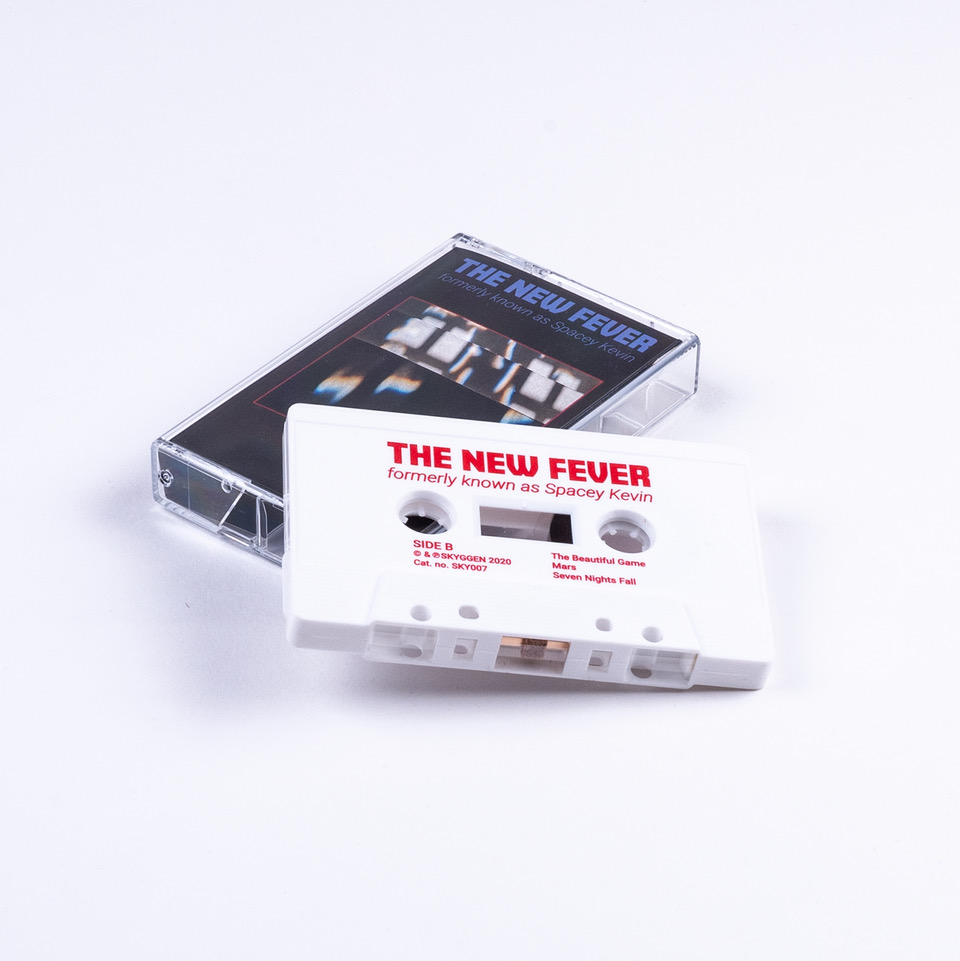 THE NEW FEVER
formerly known as Spacey Kevin
THE NEW FEVER
formerly known as Spacey Kevin
SIDE B
© & ℗ SKYGGEN 2020
Cat. no. SKY007
The Beautiful Game
Mars
Seven Nights Fall